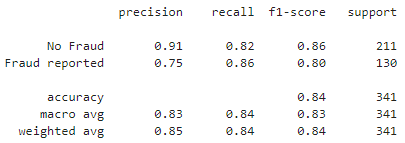 precision recall f1-score support
No Fraud 0.91 0.82 0.86 211
Fraud reported 0.75 0.86 0.80 130
accuracy 0.84 341
macro avg 0.83 0.84 0.83 341
weighted avg 0.85 0.84 0.84 341